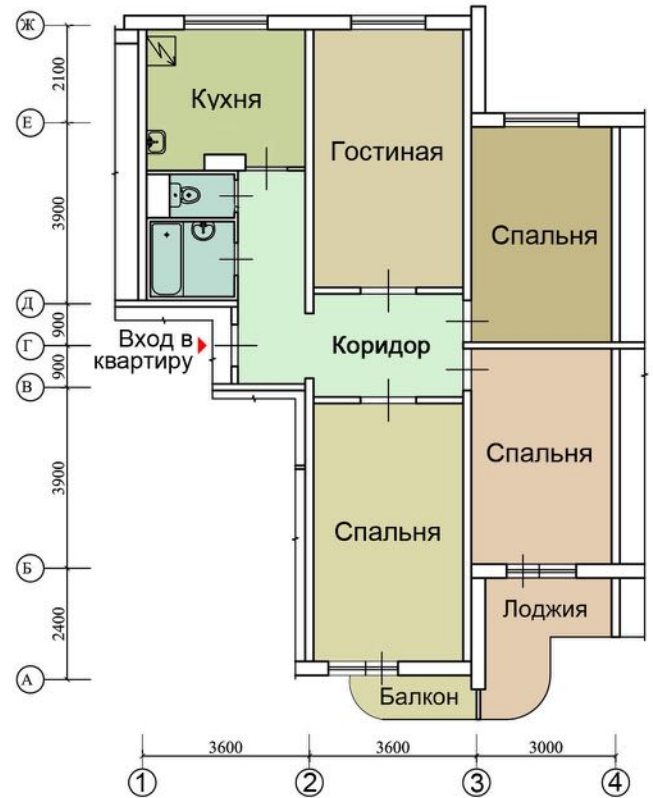 Ж
2100
Е
3900
Д
900
Г
900
В
3900
Б
2400
А
Кухня
Гостиная
Спальня
Вход в
квартиру
Коридор
Спальня
Спальня
Лоджия
Балкон
3600
3600
3000
1
2
3
4